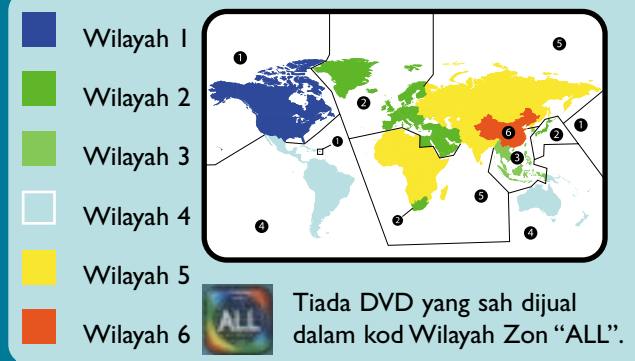 Wilayah 1
Wilayah 2
Wilayah 3
Wilayah 4
Wilayah 5
Wilayah 6
1
5
2
1
6
2
1
3
5
4
2
4
ALL
Tiada DVD yang sah dijual
dalam kod Wilayah Zon “ALL”.